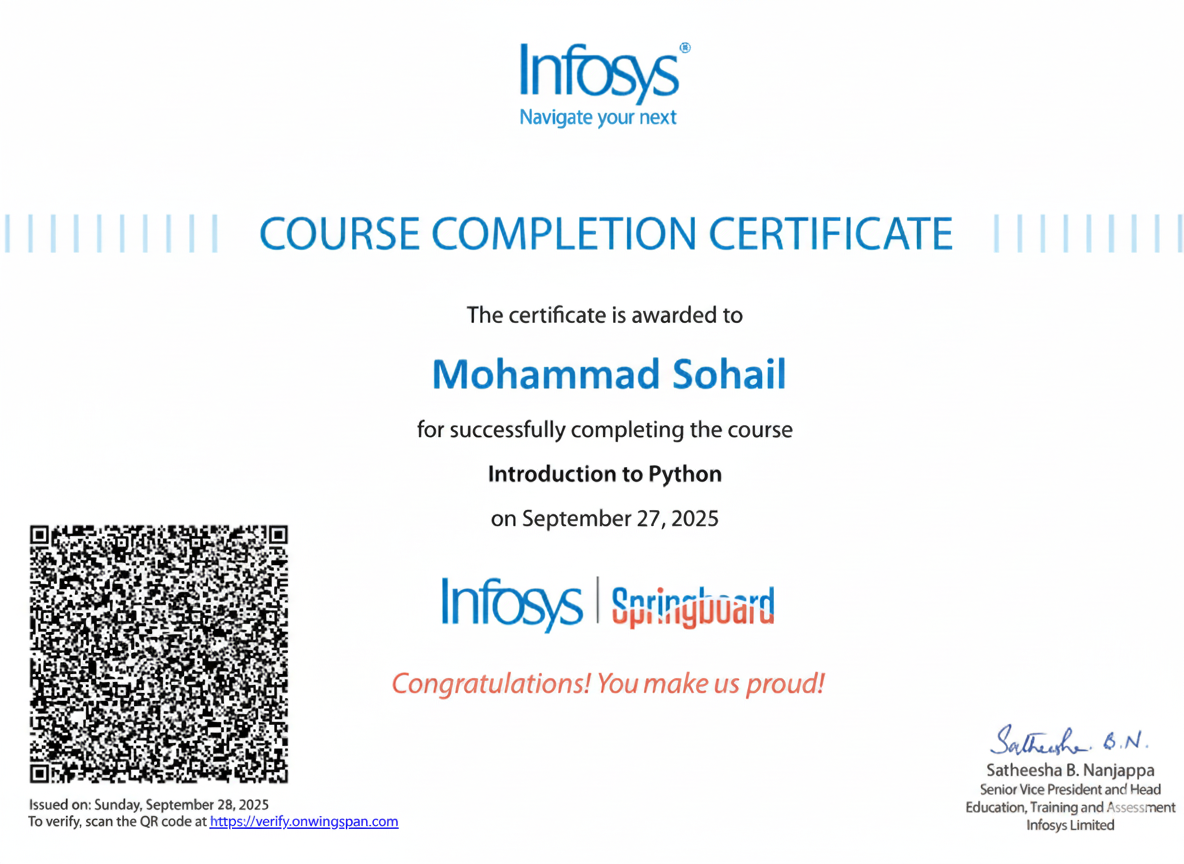 Infosys®
Navigate your next
COURSE COMPLETION CERTIFICATE
The certificate is awarded to
Mohammad Sohail
for successfully completing the course
Introduction to Python
on September 27, 2025
Infosys | Springboard
Congratulations! You make us proud!
Satheesha B.N.
Satheesha B. Nanjappa
Senior Vice President and Head
Education, Training and Assessment
Infosys Limited
Issued on: Sunday, September 28, 2025
To verify, scan the QR code at https://verify.onwingspan.com